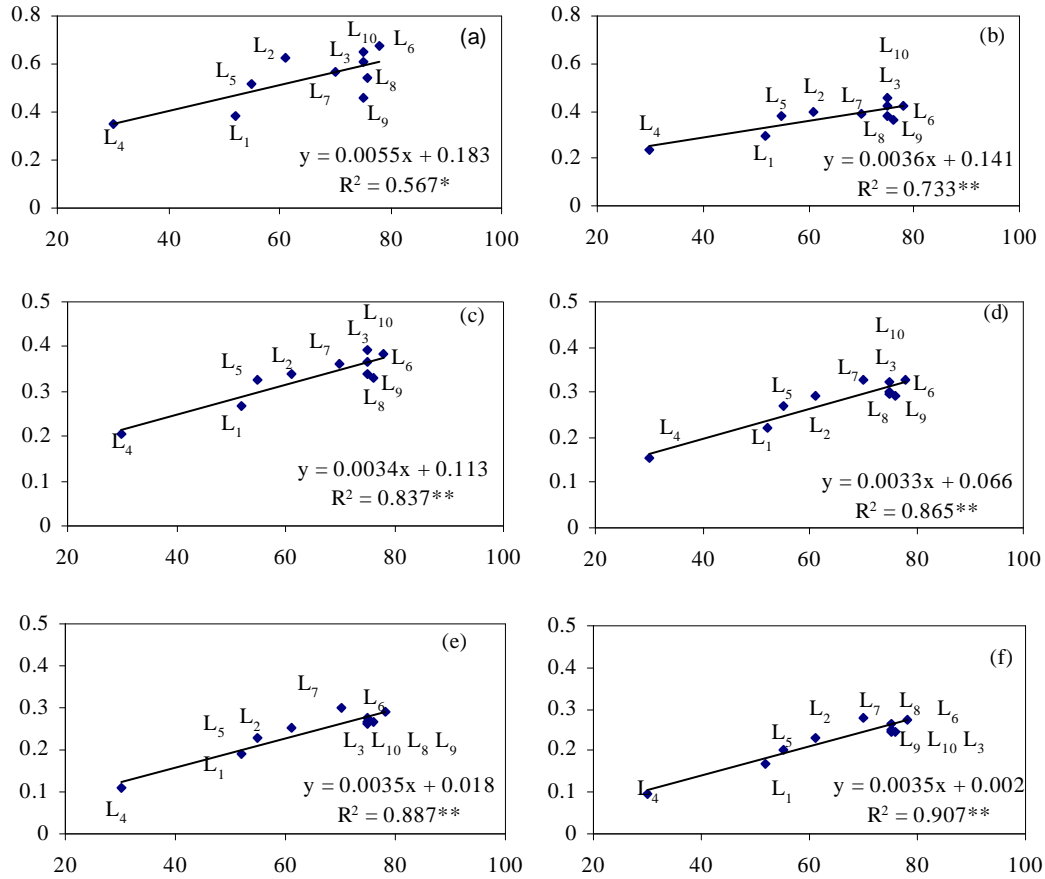 0.8
0.6
0.4
0.2
0
20 40 60 80 100
(a)
L10
L6
L2
L3
L5
L8
L7
L9
L4
L1
y = 0.0055x + 0.183
R² = 0.567*
0.8
0.6
0.4
0.2
0
20 40 60 80 100
(b)
L10
L3
L5
L2
L7
L6
L4
L1
L8
L9
y = 0.0036x + 0.141
R² = 0.733**
0.5
0.4
0.3
0.2
0.1
0
20 40 60 80 100
(c)
L10
L3
L7
L5
L2
L6
L9
L8
L1
L4
y = 0.0034x + 0.113
R² = 0.837**
0.5
0.4
0.3
0.2
0.1
0
20 40 60 80 100
(d)
L10
L7
L3
L5
L6
L8
L9
L2
L4
L1
y = 0.0033x + 0.066
R² = 0.865**
0.5
0.4
0.3
0.2
0.1
0
20 40 60 80 100
(e)
L7
L6
L5
L2
L3 L10 L8 L9
L1
L4
y = 0.0035x + 0.018
R² = 0.887**
0.5
0.4
0.3
0.2
0.1
0
20 40 60 80 100
(f)
L2
L7
L8
L6
L5
L9 L10 L3
L4
L1
y = 0.0035x + 0.002
R² = 0.907**